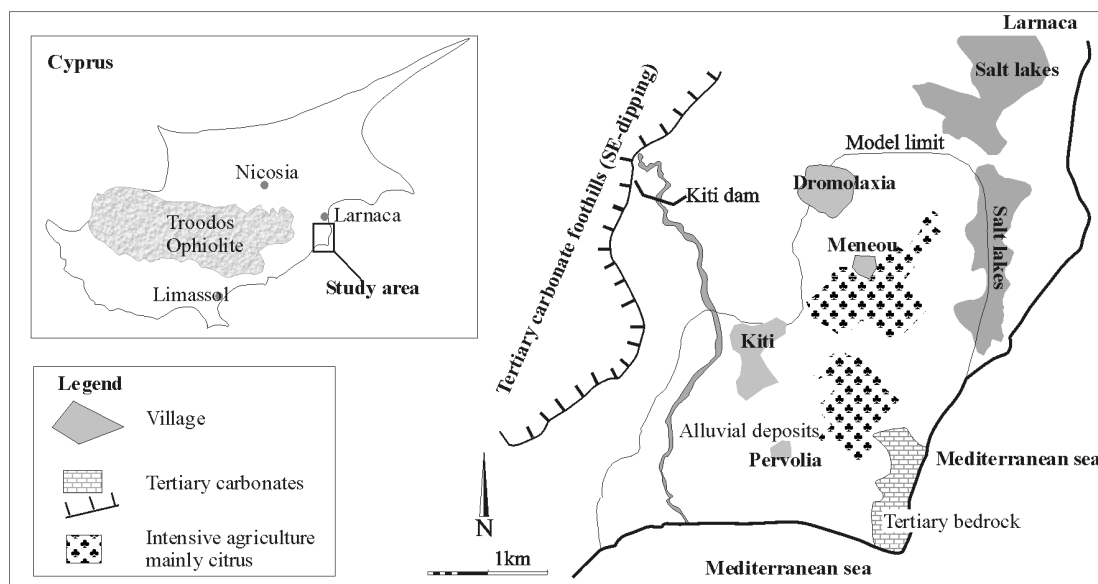 Cyprus
Nicosia
Larnaca
Troodos
Ophiolite
Study area
Limassol
Legend
Village
Tertiary carbonates
Intensive agriculture
mainly citrus
Larnaca
Salt lakes
Tertiary carbonate foothills (SE-dipping)
Model limit
Kiti dam
Dromolaxia
Meneou
Salt lakes
Kiti
Alluvial deposits
Pervolia
Mediterranean sea
Tertiary bedrock
N
1km
Mediterranean sea